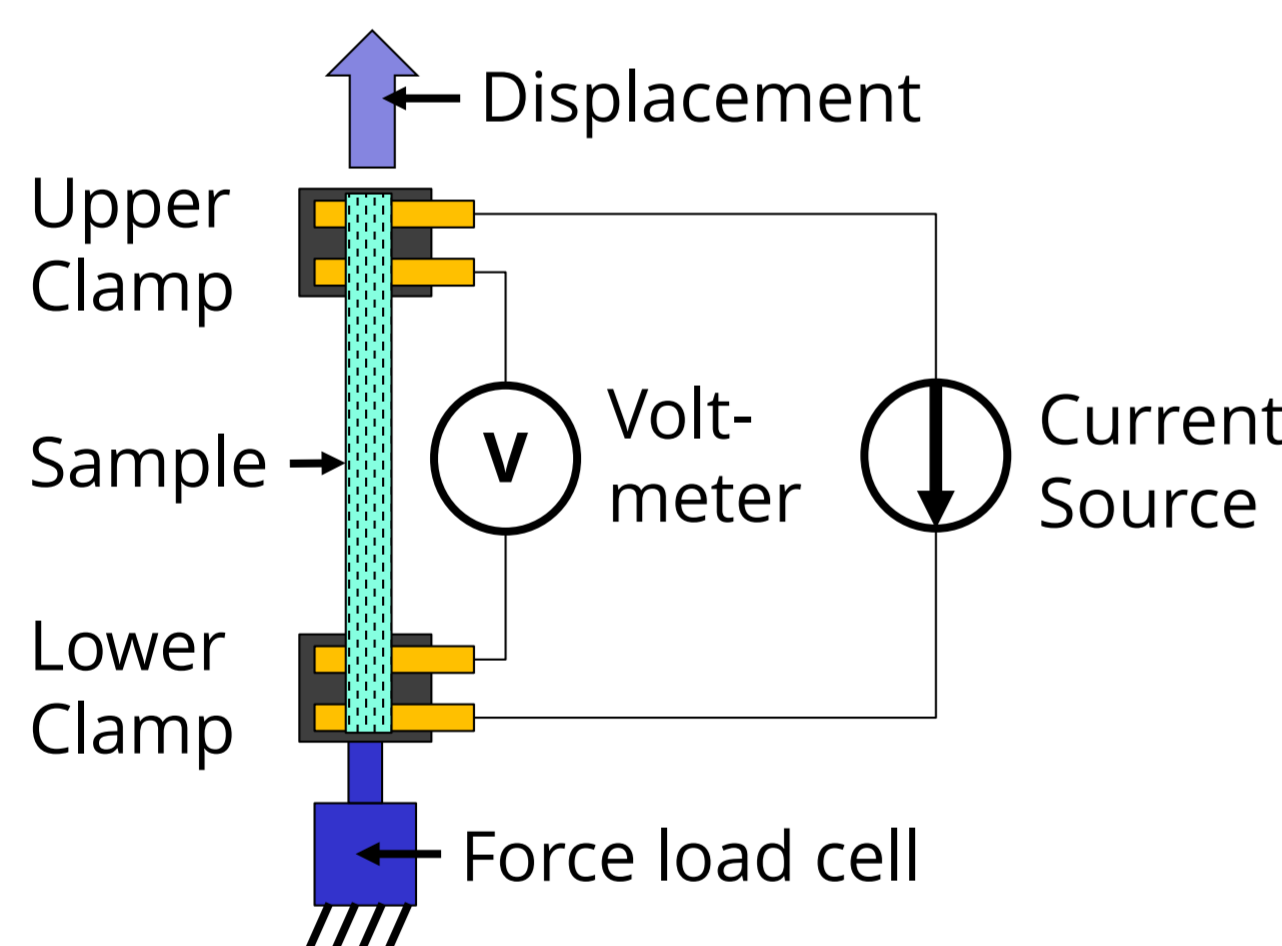 Displacement
Upper
Clamp
Sample
V
Volt-
meter
Current
Source
Lower
Clamp
Force load cell